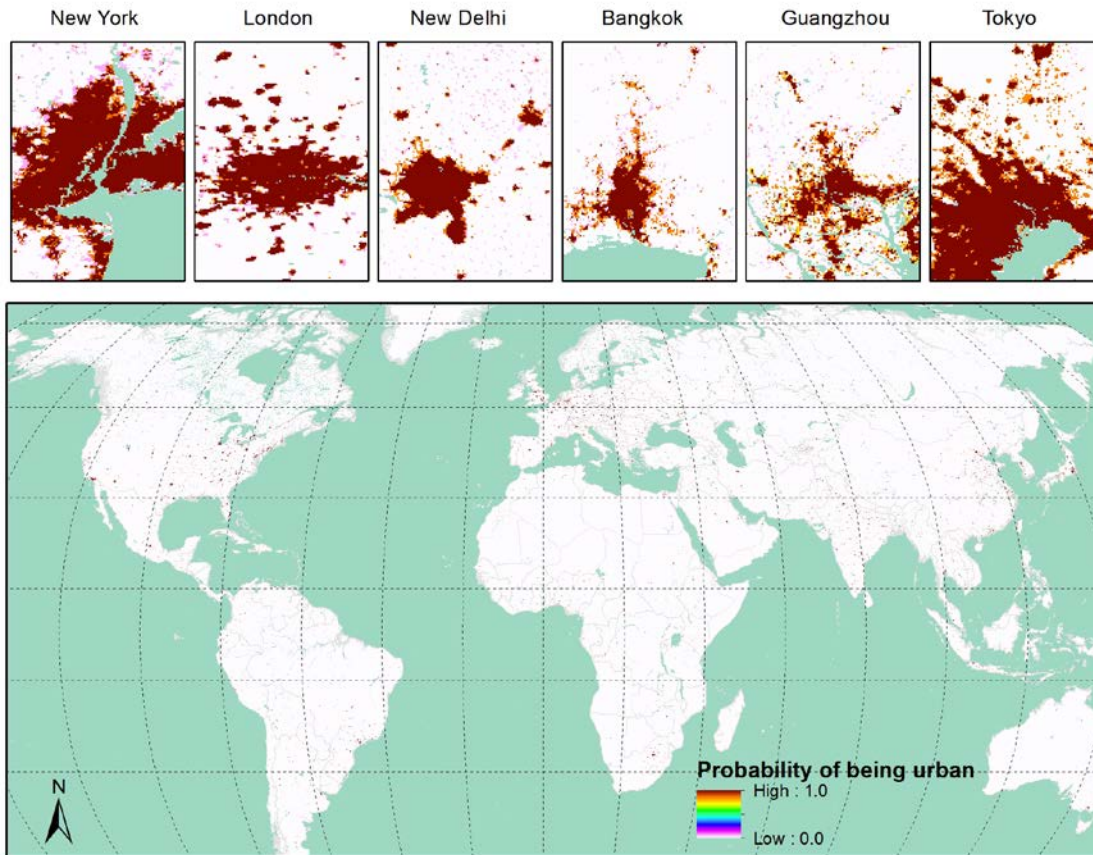 New York London New Delhi Bangkok Guangzhou Tokyo
Probability of being urban
High : 1.0
Low : 0.0
N